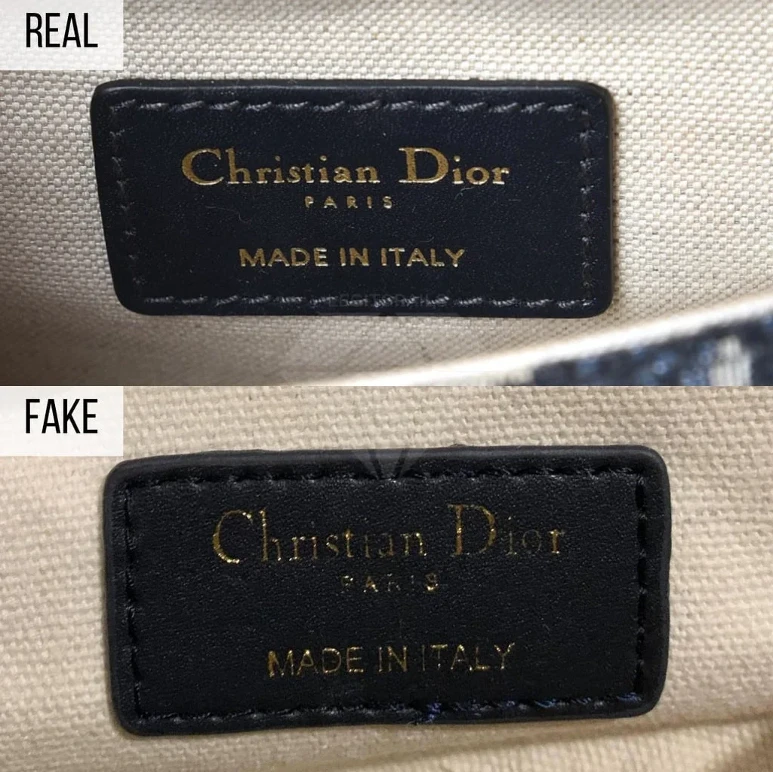 REAL
Christian Dior
PARIS
MADE IN ITALY
FAKE
Christian Dior
PARIS
MADE IN ITALY